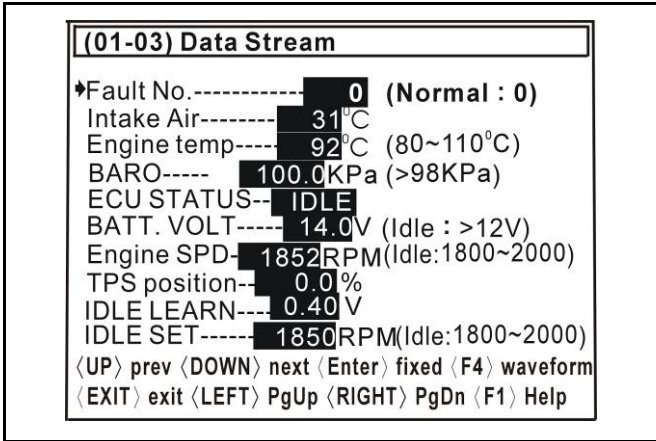 (01-03) Data Stream
Fault No.------------ 0 (Normal : 0)
Intake Air-------- 31°C
Engine temp----- 92°C (80~110°C)
BARO----- 100.0KPa (>98KPa)
ECU STATUS-- IDLE
BATT. VOLT----- 14.0V (Idle : >12V)
Engine SPD- 1852RPM(Idle:1800~2000)
TPS position-- 0.0%
IDLE LEARN---- 0.40 V
IDLE SET------ 1850RPM(Idle:1800~2000)
〈UP〉 prev 〈DOWN〉 next 〈Enter〉 fixed 〈F4〉 waveform
〈EXIT〉 exit 〈LEFT〉 PgUp 〈RIGHT〉 PgDn 〈F1〉 Help